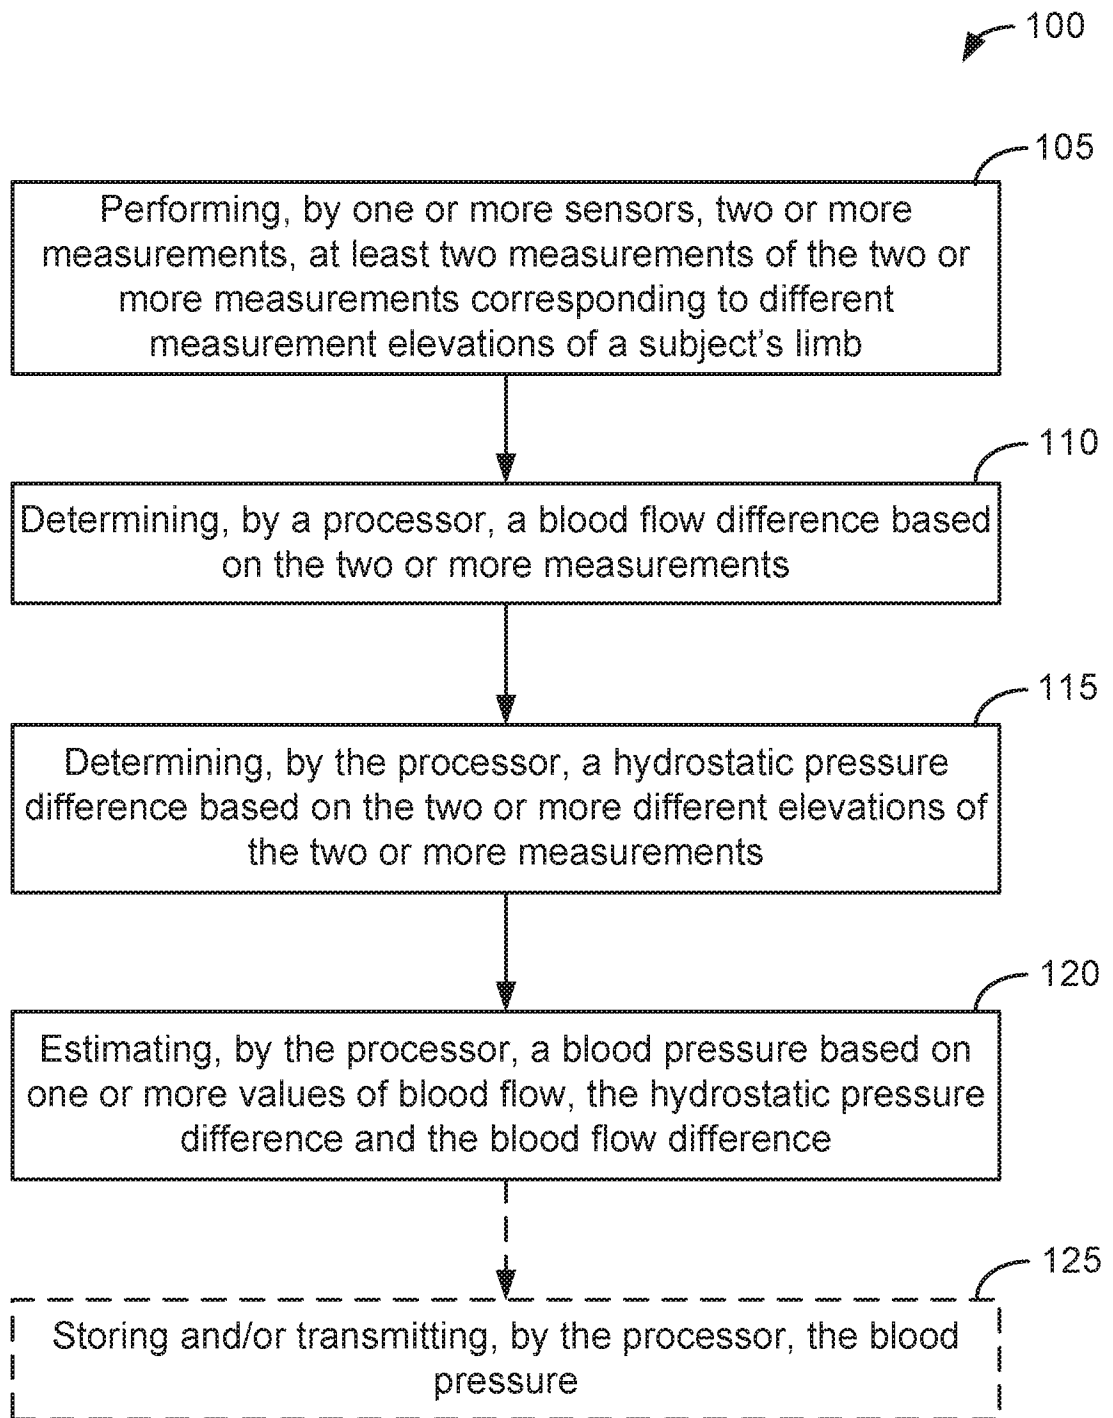 100
105
Performing, by one or more sensors, two or more
measurements, at least two measurements of the two or
more measurements corresponding to different
measurement elevations of a subject's limb
110
Determining, by a processor, a blood flow difference based
on the two or more measurements
115
Determining, by the processor, a hydrostatic pressure
difference based on the two or more different elevations of
the two or more measurements
120
Estimating, by the processor, a blood pressure based on
one or more values of blood flow, the hydrostatic pressure
difference and the blood flow difference
125
Storing and/or transmitting, by the processor, the blood
pressure